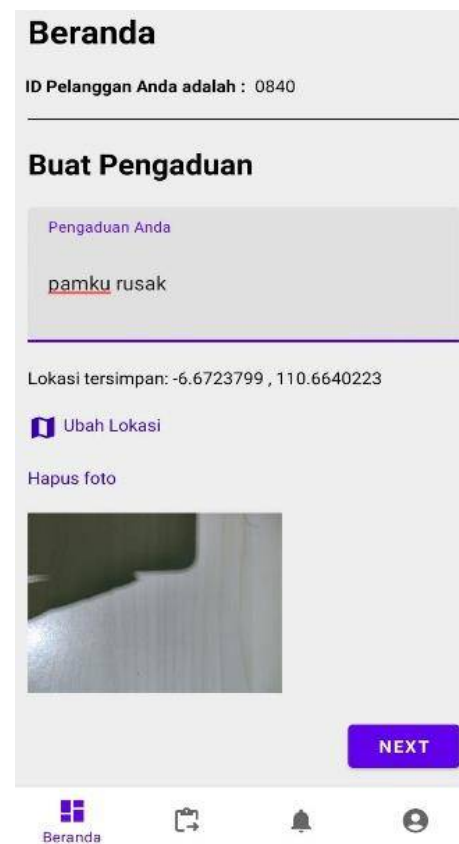 Beranda
ID Pelanggan Anda adalah : 0840
Buat Pengaduan
Pengaduan Anda
pamku rusak
Lokasi tersimpan: -6.6723799 , 110.6640223
Ubah Lokasi
Hapus foto
NEXT
Beranda